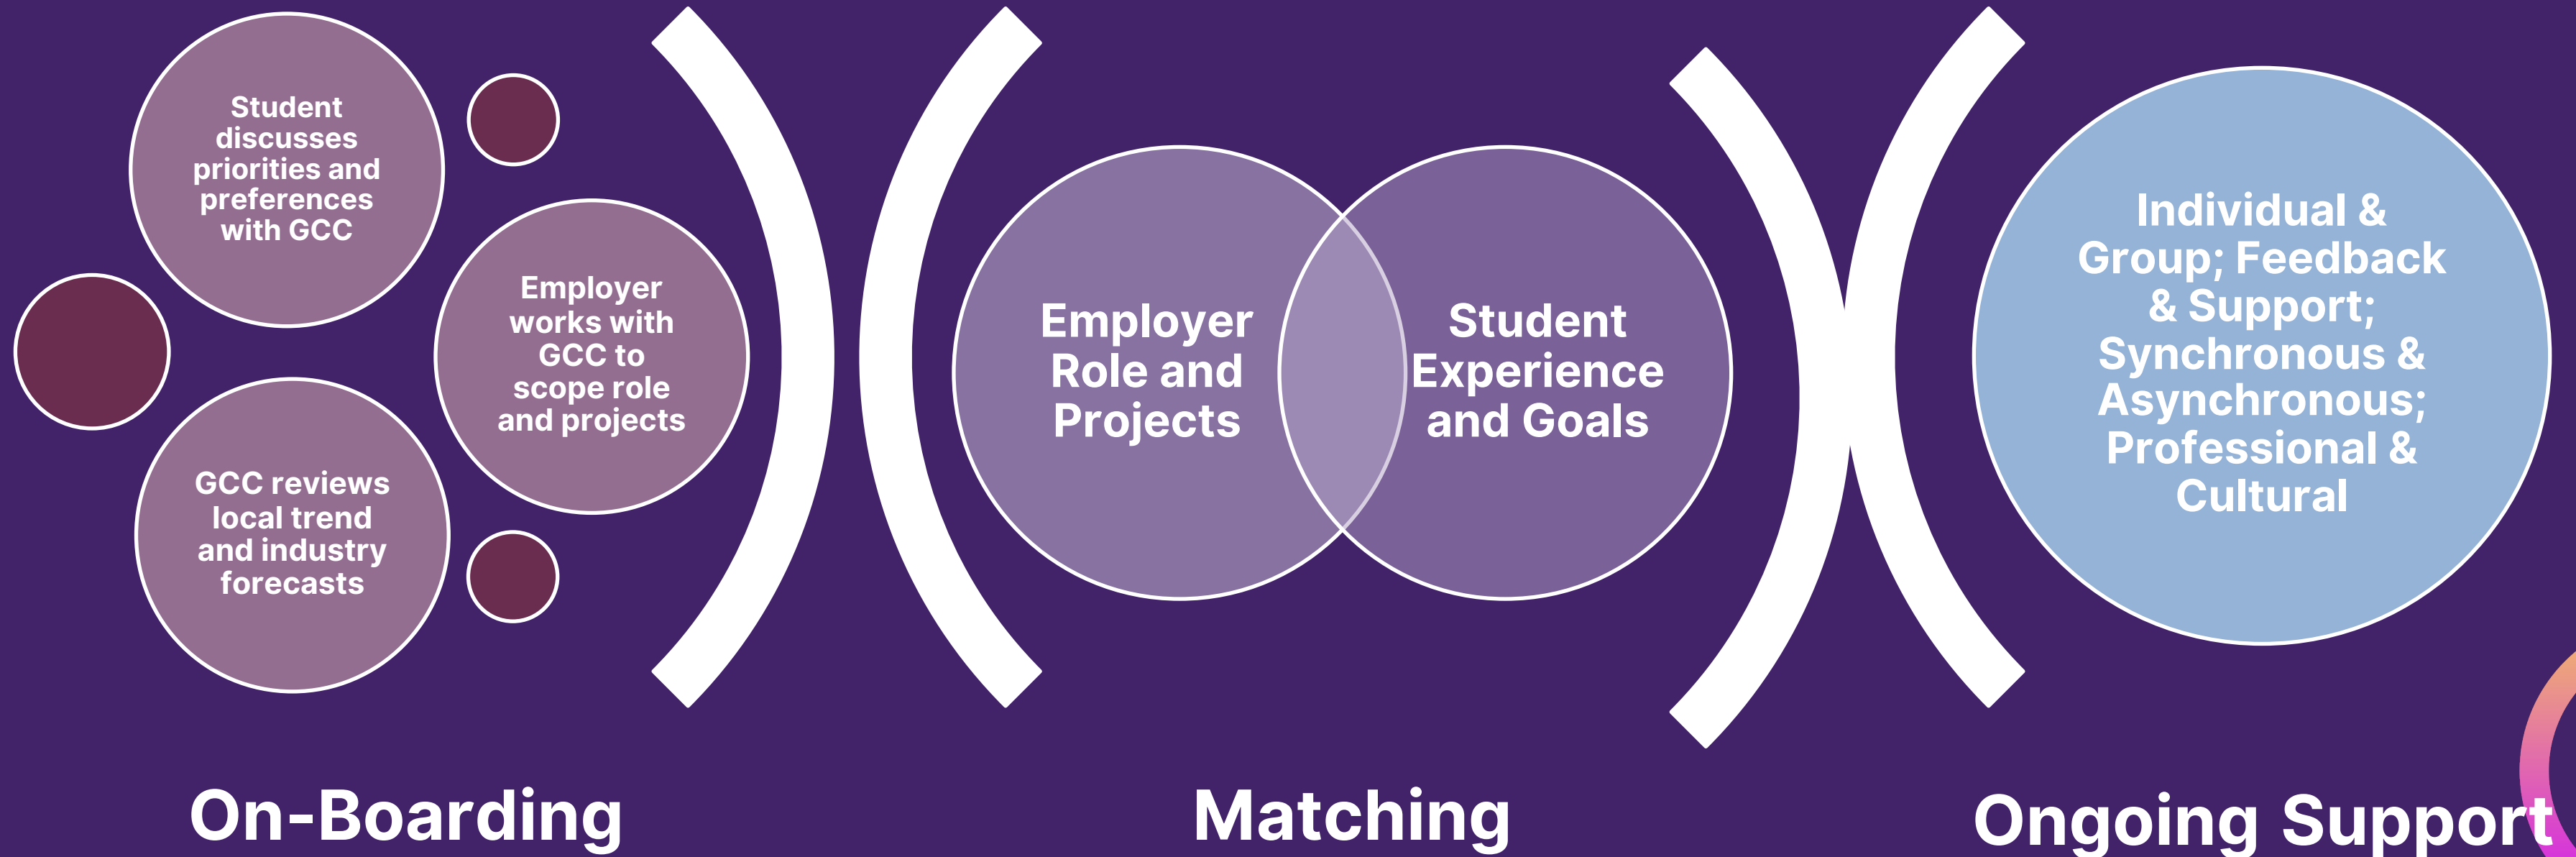 Student
discusses
priorities and
preferences
with GCC
Employer
works with
GCC to
scope role
and projects
GCC reviews
local trend
and industry
forecasts
On-Boarding
Employer
Role and
Projects
Student
Experience
and Goals
Matching
Individual &
Group; Feedback
& Support;
Synchronous &
Asynchronous;
Professional &
Cultural
Ongoing Support